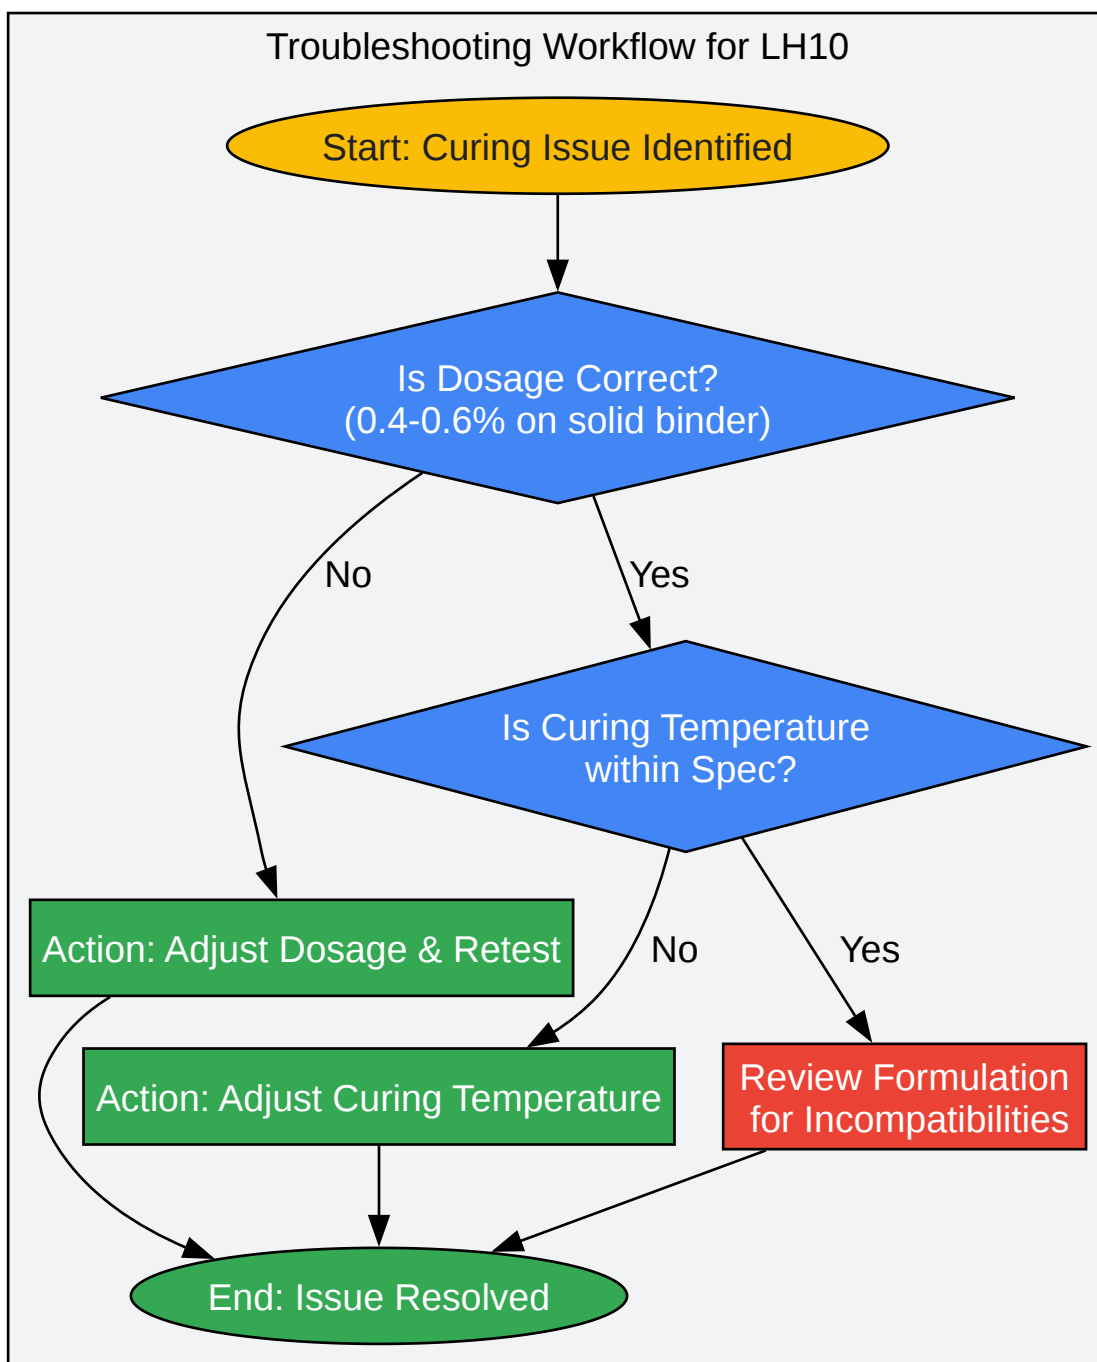 Troubleshooting Workflow for LH10
Start: Curing Issue Identified
Is Dosage Correct?
(0.4-0.6% on solid binder)
No
Yes
Is Curing Temperature
within Spec?
Action: Adjust Dosage & Retest
No
Yes
Action: Adjust Curing Temperature
Review Formulation
for Incompatibilities
End: Issue Resolved